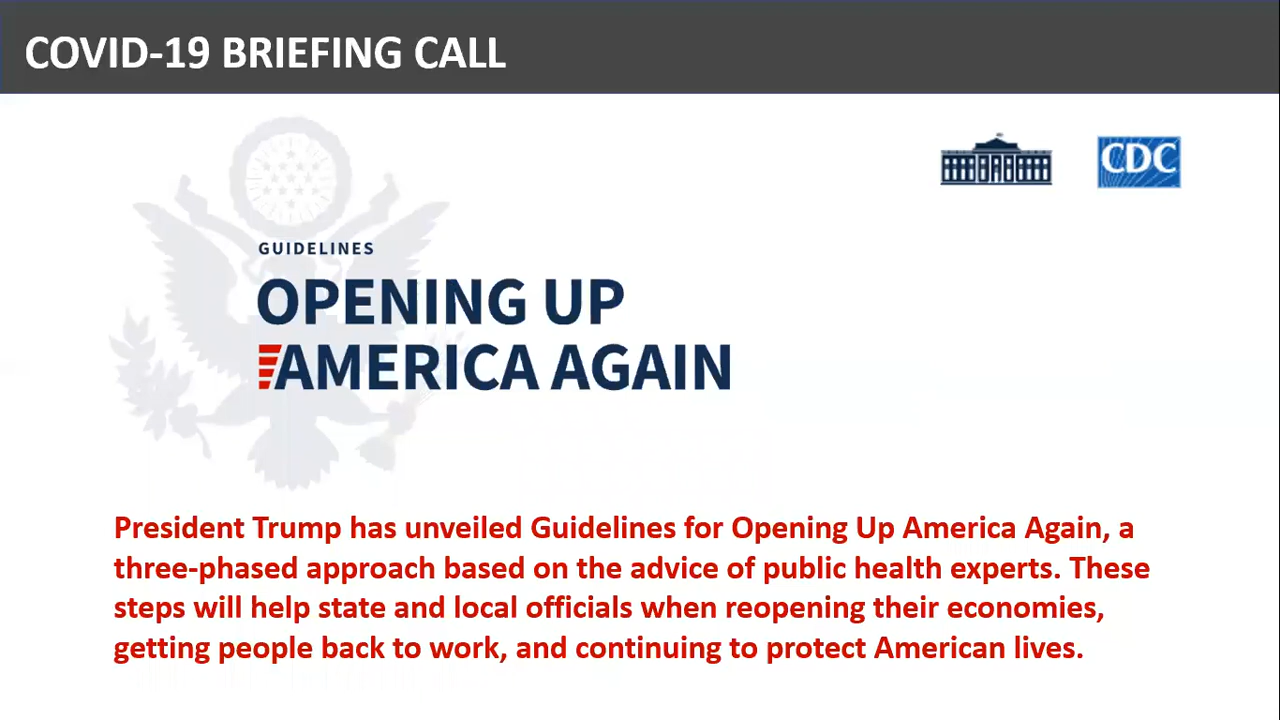 COVID-19 BRIEFING CALL
CDC
GUIDELINES
OPENING UP
AMERICA AGAIN
President Trump has unveiled Guidelines for Opening Up America Again, a
three-phased approach based on the advice of public health experts. These
steps will help state and local officials when reopening their economies,
getting people back to work, and continuing to protect American lives.